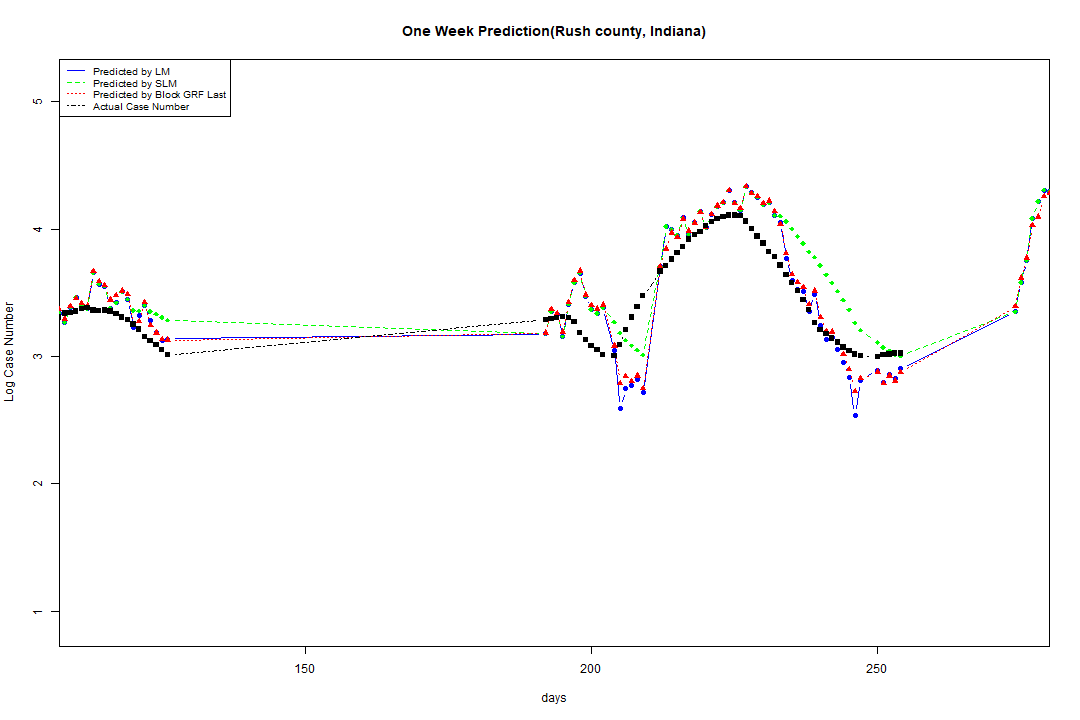 One Week Prediction(Rush county, Indiana)
Predicted by LM
Predicted by SLM
Predicted by Block GRF Last
Actual Case Number
5
4
3
2
1
Log Case Number
150
200
250
days